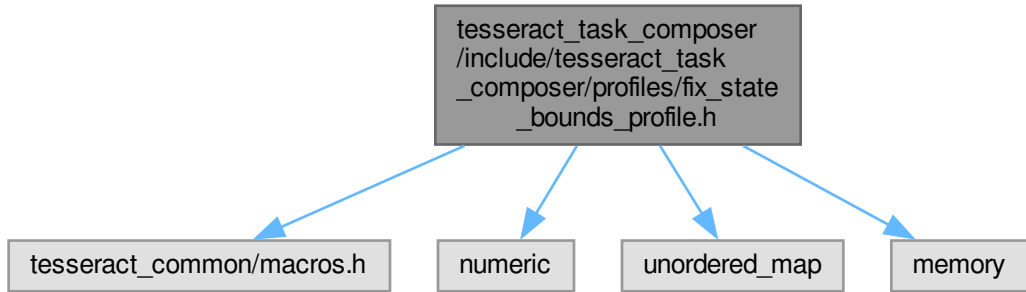 tesseract_task_composer
/include/tesseract_task
_composer/profiles/fix_state
_bounds_profile.h
tesseract_common/macros.h
numeric
unordered_map
memory